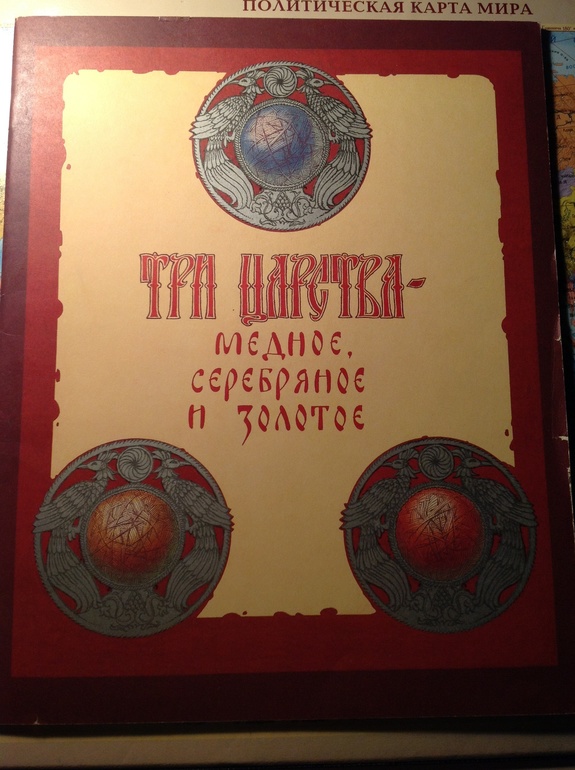 ПОЛИТИЧЕСКАЯ КАРТА МИРА
ТРИ ЦАРСТВА-
МЕДНОЕ,
СЕРЕБРЯНОЕ
И ЗОЛОТОЕ